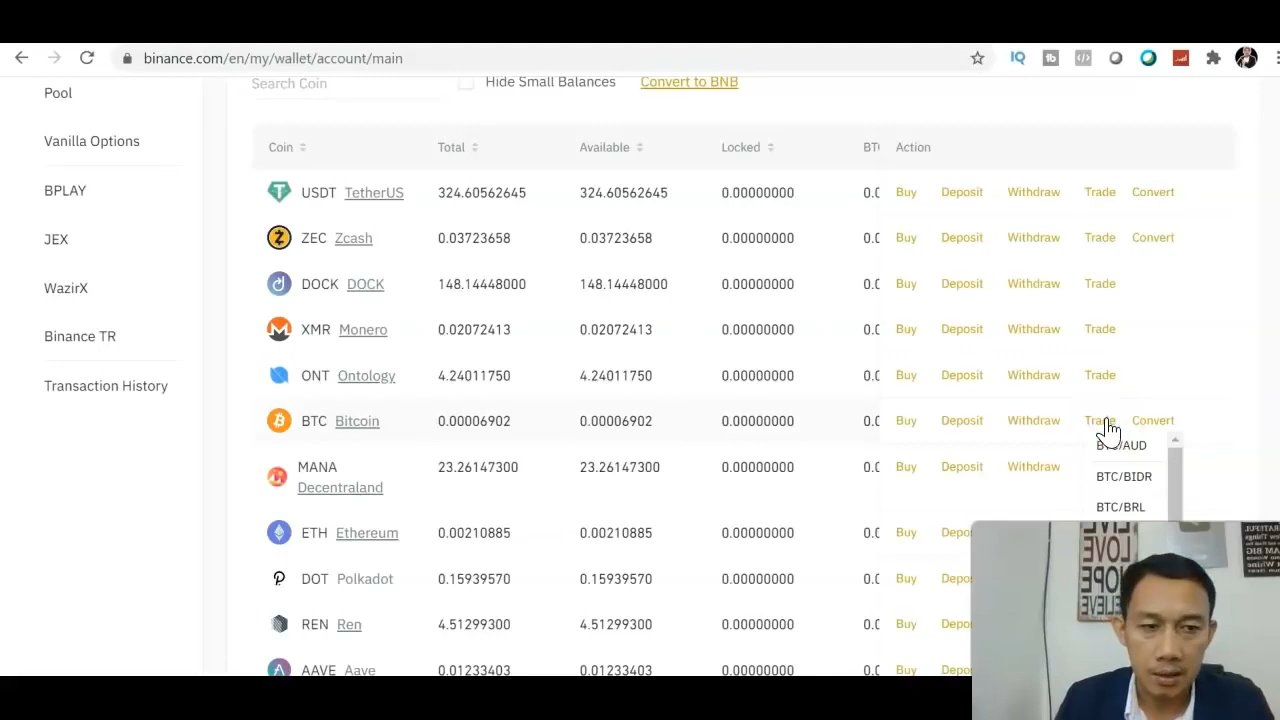 binance.com/en/my/wallet/account/main
Pool
Vanilla Options
BPLAY
JEX
WazirX
Binance TR
Transaction History
Search Coin Hide Small Balances Convert to BNB
Coin Total Available Locked Action
USDT TetherUS 324.60562645 324.60562645 0.00000000 Buy Deposit Withdraw Trade Convert
ZEC Zcash 0.03723658 0.03723658 0.00000000 Buy Deposit Withdraw Trade Convert
DOCK DOCK 148.14448000 148.14448000 0.00000000 Buy Deposit Withdraw Trade
XMR Monero 0.02072413 0.02072413 0.00000000 Buy Deposit Withdraw Trade
ONT Ontology 4.24011750 4.24011750 0.00000000 Buy Deposit Withdraw Trade
BTC Bitcoin 0.00006902 0.00006902 0.00000000 Buy Deposit Withdraw Trade Convert
BTC/AUD
MANA 23.26147300 23.26147300 0.00000000 Buy Deposit Withdraw
Decentraland
BTC/BIDR
BTC/BRL
ETH Ethereum 0.00210885 0.00210885 0.00000000 Buy
DOT Polkadot 0.15939570 0.15939570 0.00000000 Buy
REN Ren 4.51299300 4.51299300 0.00000000 Buy
AAVE Aave 0.01233403 0.01233403 0.00000000 Buy
LIVE
LOVE
HOPE
BELIEVE